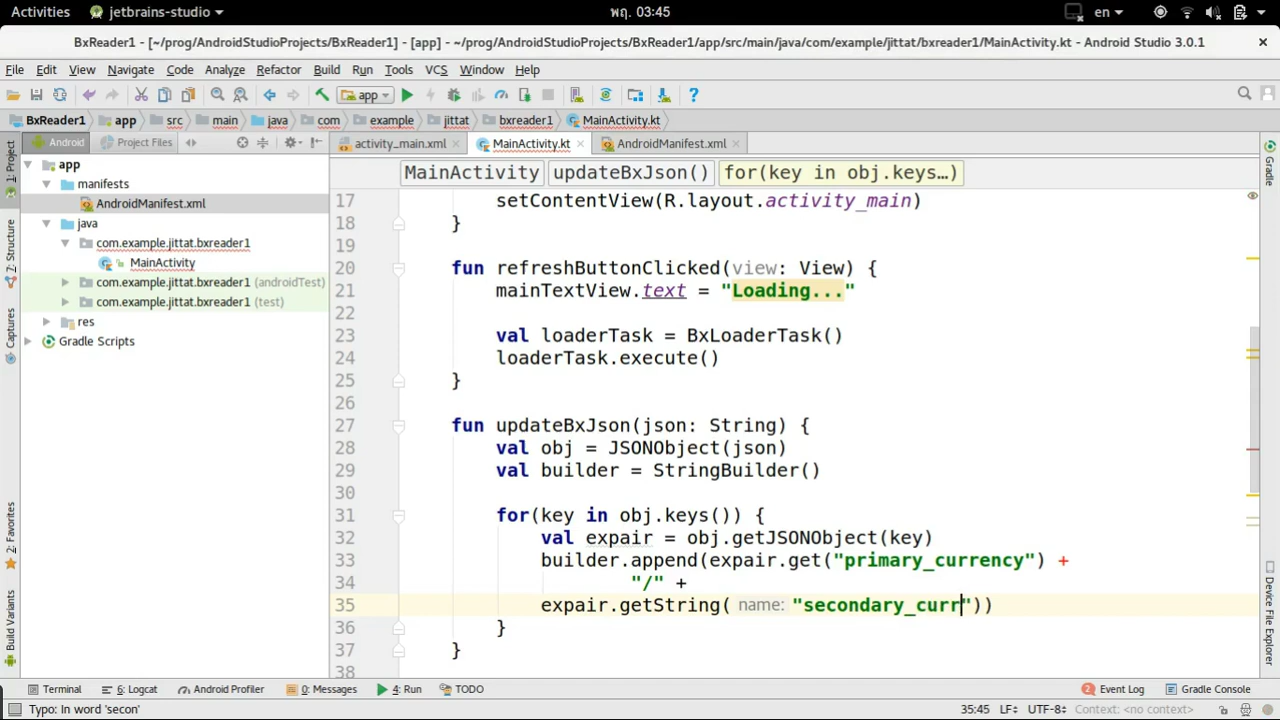 Activities jetbrains-studio พฤ. 03:45 en
BxReader1 - [~/prog/AndroidStudioProjects/BxReader1] - [app] - ~/prog/AndroidStudioProjects/BxReader1/app/src/main/java/com/example/jittat/bxreader1/MainActivity.kt - Android Studio 3.0.1
File Edit View Navigate Code Analyze Refactor Build Run Tools VCS Window Help
app
BxReader1 app src main java com example jittat bxreader1 MainActivity.kt
Android Project Files activity_main.xml MainActivity.kt AndroidManifest.xml
MainActivity updateBxJson() for(key in obj.keys…)
app
manifests
AndroidManifest.xml
java
com.example.jittat.bxreader1
MainActivity
com.example.jittat.bxreader1 (androidTest)
com.example.jittat.bxreader1 (test)
res
Gradle Scripts
1: Project
Z: Structure
Captures
2: Favorites
Build Variants
17 setContentView(R.layout.activity_main)
18 }
19
20 fun refreshButtonClicked(view: View) {
21 mainTextView.text = "Loading..."
22
23 val loaderTask = BxLoaderTask()
24 loaderTask.execute()
25 }
26
27 fun updateBxJson(json: String) {
28 val obj = JSONObject(json)
29 val builder = StringBuilder()
30
31 for(key in obj.keys()) {
32 val expair = obj.getJSONObject(key)
33 builder.append(expair.get("primary_currency") +
34 "/" +
35 expair.getString( name: "secondary_curr"))
36 }
37 }
38
Gradle
Device File Explorer
Terminal 6: Logcat Android Profiler 0: Messages 4: Run TODO 2 Event Log Gradle Console
Typo: In word 'secon' 35:45 LF÷ UTF-8÷ Context: <no context>